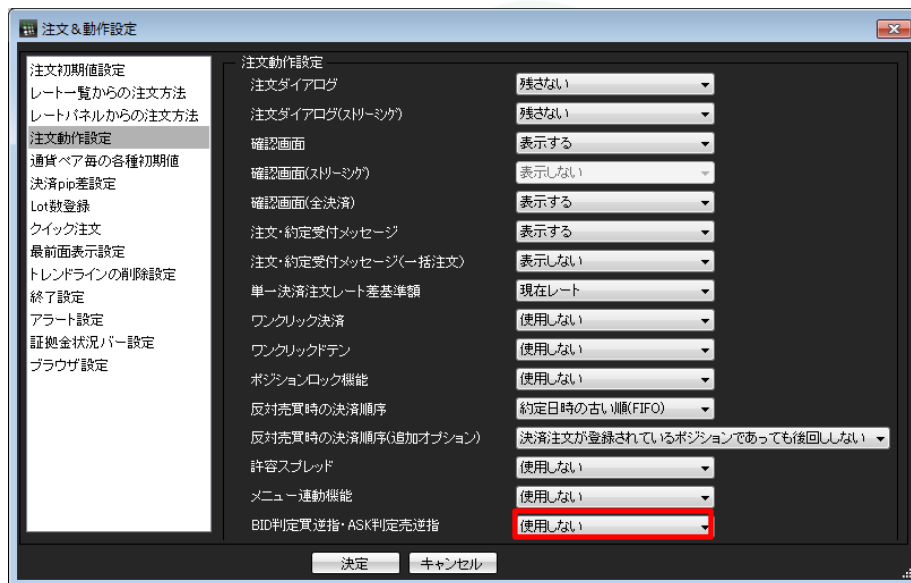 注文＆動作設定
注文初期値設定
レート一覧からの注文方法
レートパネルからの注文方法
注文動作設定
通貨ペア毎の各種初期値
決済pip差設定
Lot数登録
クイック注文
最前面表示設定
トレンドラインの削除設定
終了設定
アラート設定
証拠金状況バー設定
ブラウザ設定
注文動作設定
注文ダイアログ 残さない
注文ダイアログ(ストリーミング) 残さない
確認画面 表示する
確認画面(ストリーミング) 表示しない
確認画面(全決済) 表示する
注文・約定受付メッセージ 表示する
注文・約定受付メッセージ(一括注文) 表示しない
単一決済注文レート差基準額 現在レート
ワンクリック決済 使用しない
ワンクリックドテン 使用しない
ポジションロック機能 使用しない
反対売買時の決済順序 約定日時の古い順(FIFO)
反対売買時の決済順序(追加オプション) 決済注文が登録されているポジションであっても後回ししない
許容スプレッド 使用しない
メニュー連動機能 使用しない
BID判定買逆指・ASK判定売逆指 使用しない
決定 キャンセル